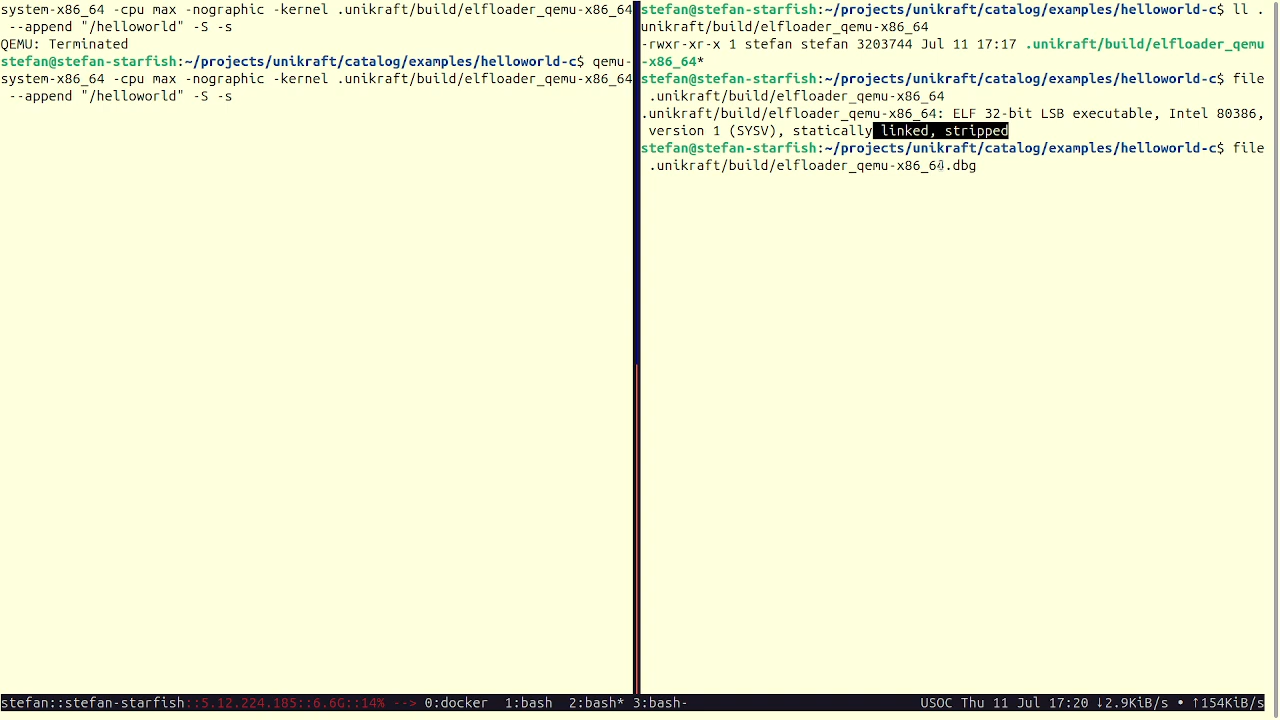 system-x86_64 -cpu max -nographic -kernel .unikraft/build/elfloader_qemu-x86_64
 --append "/helloworld" -S -s
QEMU: Terminated
stefan@stefan-starfish:~/projects/unikraft/catalog/examples/helloworld-c$ qemu-
system-x86_64 -cpu max -nographic -kernel .unikraft/build/elfloader_qemu-x86_64
 --append "/helloworld" -S -s
stefan@stefan-starfish:~/projects/unikraft/catalog/examples/helloworld-c$ ll .
unikraft/build/elfloader_qemu-x86_64
-rwxr-xr-x 1 stefan stefan 3203744 Jul 11 17:17 .unikraft/build/elfloader_qemu
-x86_64*
stefan@stefan-starfish:~/projects/unikraft/catalog/examples/helloworld-c$ file
 .unikraft/build/elfloader_qemu-x86_64
.unikraft/build/elfloader_qemu-x86_64: ELF 32-bit LSB executable, Intel 80386,
 version 1 (SYSV), statically linked, stripped
stefan@stefan-starfish:~/projects/unikraft/catalog/examples/helloworld-c$ file
 .unikraft/build/elfloader_qemu-x86_64.dbg
stefan::stefan-starfish::5.12.224.185::6.6G::14% --> 0:docker  1:bash  2:bash* 3:bash- USOC Thu 11 Jul 17:20 ↓2.9KiB/s • ↑154KiB/s